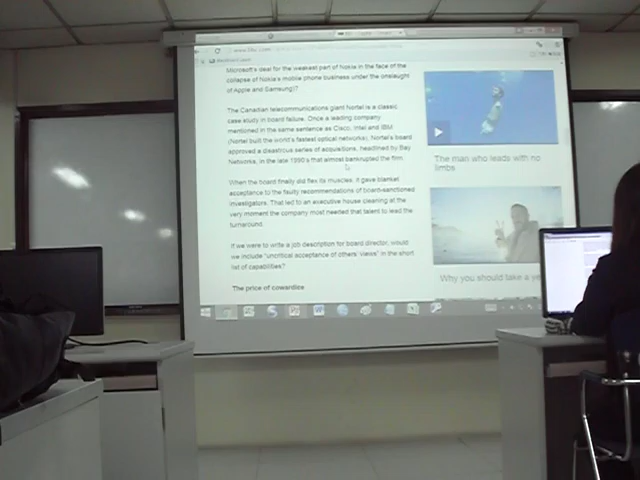 Microsoft's deal for the weakest part of Nokia in the face of the
collapse of Nokia's mobile phone business under the onslaught
of Apple and Samsung)?
The Canadian telecommunications giant Nortel is a classic
case study in board failure. Once a leading company
mentioned in the same sentence as Cisco, Intel and IBM
(Nortel built the world's fastest optical networks), Nortel's board
approved a disastrous series of acquisitions, headlined by Bay
Networks, in the late 1990's that almost bankrupted the firm.
When the board finally did flex its muscles, it gave blanket
acceptance to the faulty recommendations of board-sanctioned
investigators. That led to an executive house clearing at the
very moment the company most needed that talent to lead the
turnaround.
If we were to write a job description for board director, would
we include "uncritical acceptance of others' views" in the short
list of capabilities?
The price of cowardice
The man who leads with no
limbs
Why you should take a ye